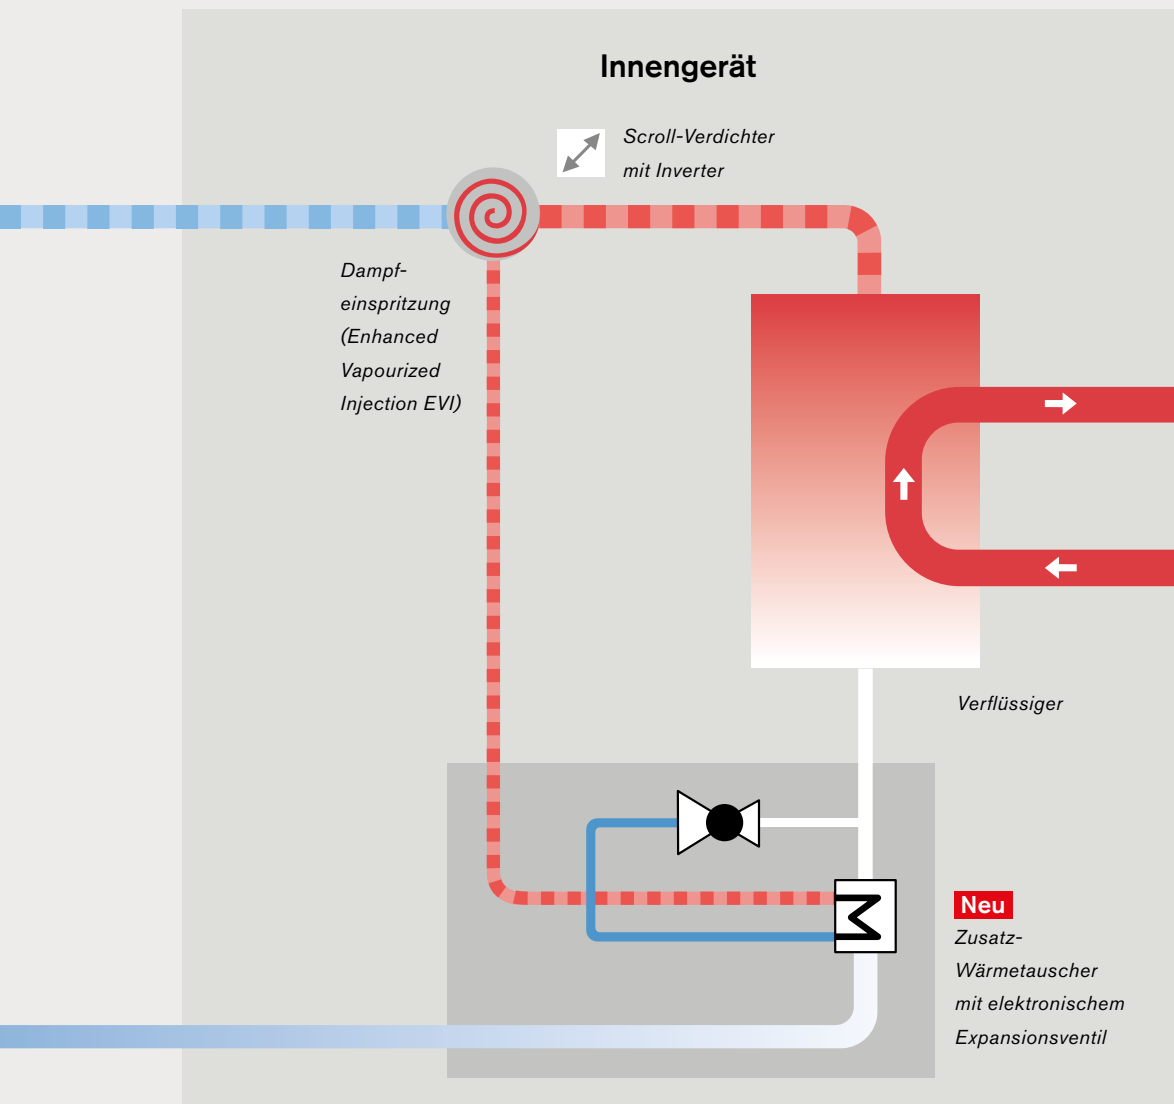 Innengerät
Scroll-Verdichter
mit Inverter
Dampf-
einspritzung
(Enhanced
Vapourized
Injection EVI)
Verflüssiger
Neu
Zusatz-
Wärmetauscher
mit elektronischem
Expansionsventil